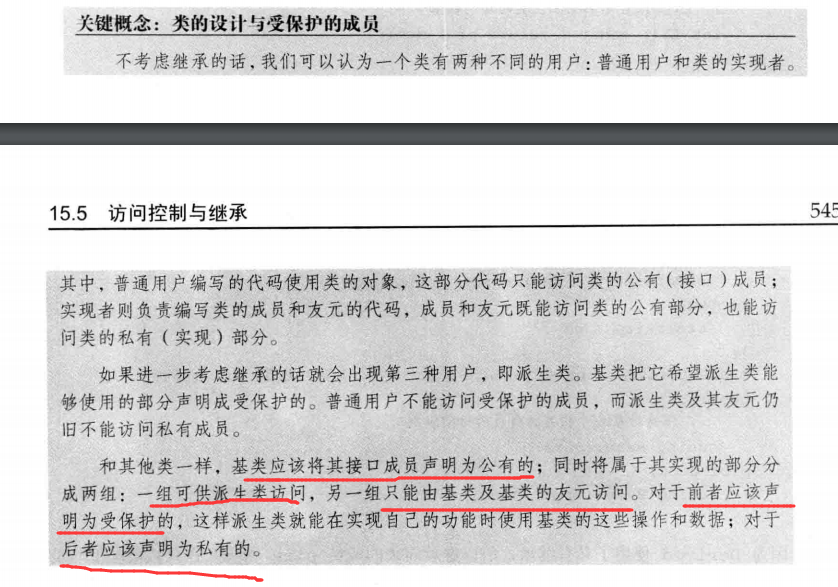 关键概念：类的设计与受保护的成员
不考虑继承的话，我们可以认为一个类有两种不同的用户：普通用户和类的实现者。
15.5 访问控制与继承 545
其中，普通用户编写的代码使用类的对象，这部分代码只能访问类的公有（接口）成员；
实现者则负责编写类的成员和友元的代码，成员和友元既能访问类的公有部分，也能访
问类的私有（实现）部分。
如果进一步考虑继承的话就会出现第三种用户，即派生类。基类把它希望派生类能
够使用的部分声明成受保护的。普通用户不能访问受保护的成员，而派生类及其友元仍
旧不能访问私有成员。
和其他类一样，基类应该将其接口成员声明为公有的；同时将属于其实现的部分分
成两组：一组可供派生类访问，另一组只能由基类及基类的友元访问。对于前者应该声
明为受保护的，这样派生类就能在实现自己的功能时使用基类的这些操作和数据；对于
后者应该声明为私有的。